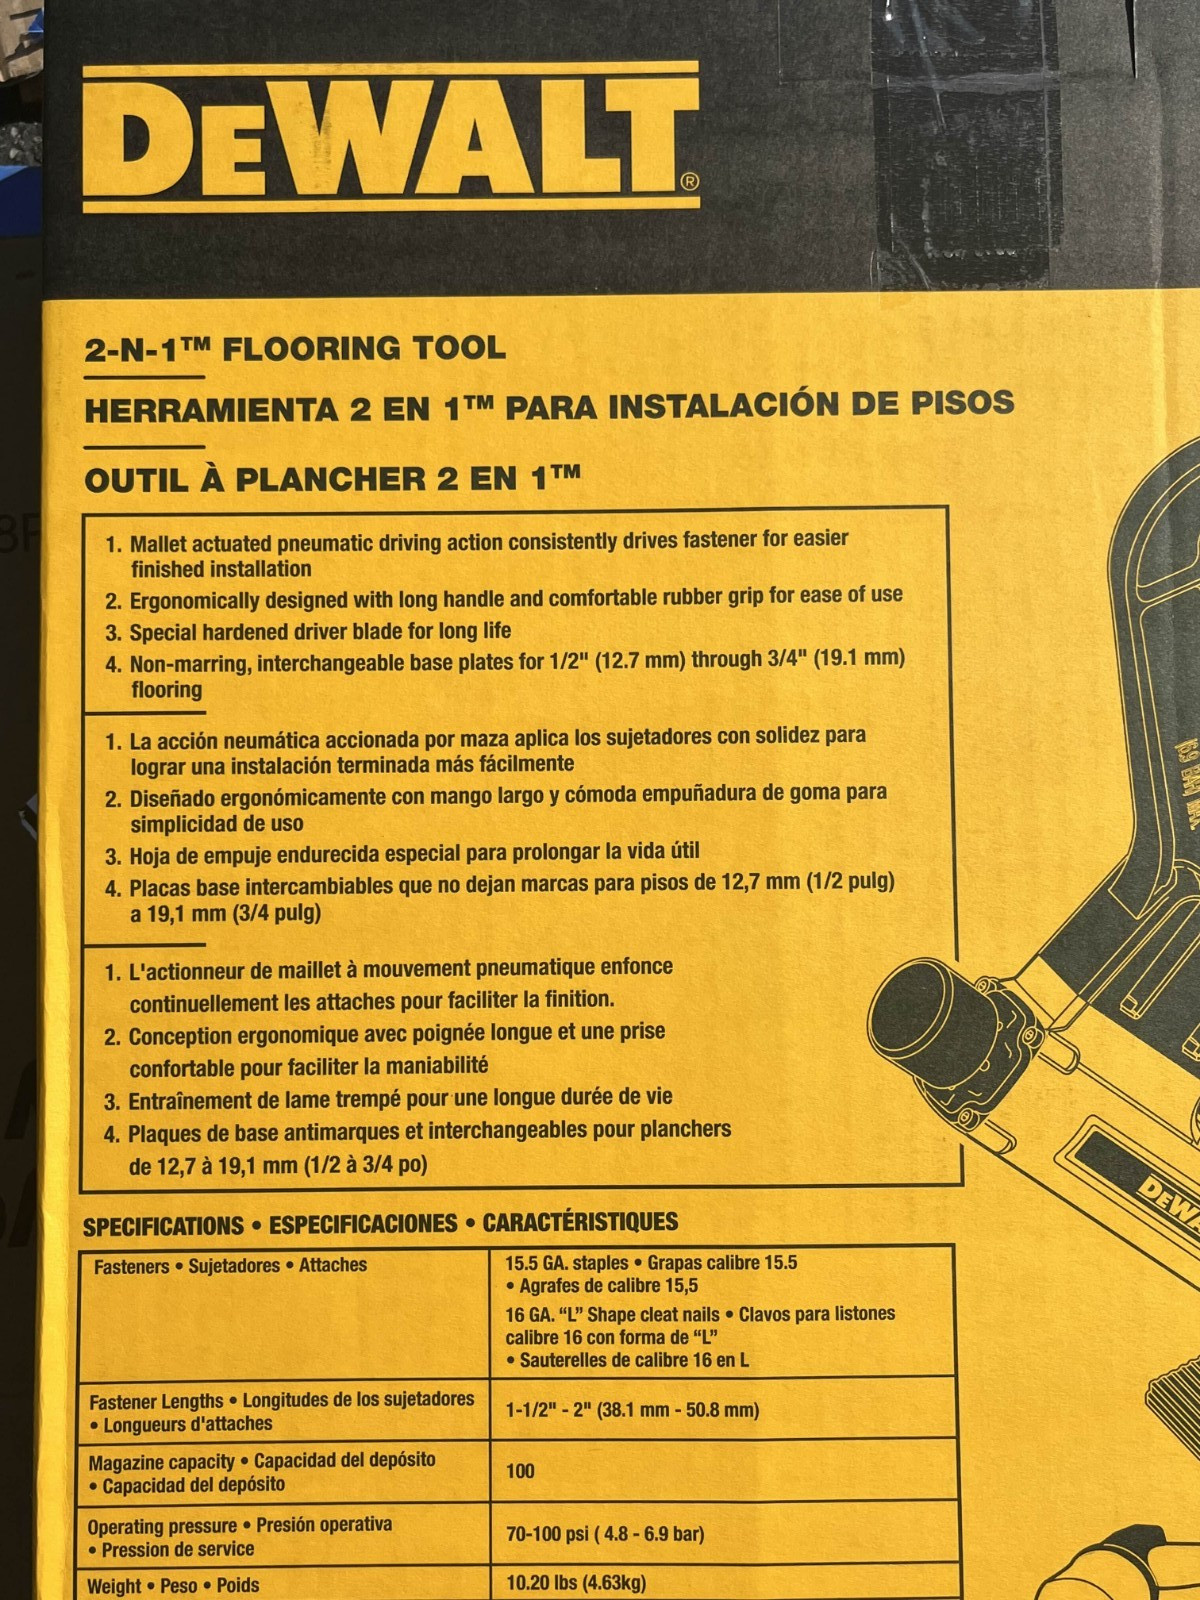 DEWALT®
2-N-1™ FLOORING TOOL
HERRAMIENTA 2 EN 1™ PARA INSTALACIÓN DE PISOS
OUTIL À PLANCHER 2 EN 1™
1. Mallet actuated pneumatic driving action consistently drives fastener for easier
finished installation
2. Ergonomically designed with long handle and comfortable rubber grip for ease of use
3. Special hardened driver blade for long life
4. Non-marring, interchangeable base plates for 1/2" (12.7 mm) through 3/4" (19.1 mm)
flooring
1. La acción neumática accionada por maza aplica los sujetadores con solidez para
lograr una instalación terminada más fácilmente
2. Diseñado ergonómicamente con mango largo y cómoda empuñadura de goma para
simplicidad de uso
3. Hoja de empuje endurecida especial para prolongar la vida útil
4. Placas base intercambiables que no dejan marcas para pisos de 12,7 mm (1/2 pulg)
a 19,1 mm (3/4 pulg)
1. L'actionneur de maillet à mouvement pneumatique enfonce
continuellement les attaches pour faciliter la finition.
2. Conception ergonomique avec poignée longue et une prise
confortable pour faciliter la maniabilité
3. Entraînement de lame trempé pour une longue durée de vie
4. Plaques de base antimarques et interchangeables pour planchers
de 12,7 à 19,1 mm (1/2 à 3/4 po)
DEWA
SPECIFICATIONS • ESPECIFICACIONES • CARACTÉRISTIQUES
Fasteners • Sujetadores • Attaches
15.5 GA. staples • Grapas calibre 15.5
• Agrafes de calibre 15,5
16 GA. “L” Shape cleat nails • Clavos para listones
calibre 16 con forma de “L”
• Sauterelles de calibre 16 en L
Fastener Lengths • Longitudes de los sujetadores
• Longueurs d'attaches
1-1/2" - 2" (38.1 mm - 50.8 mm)
Magazine capacity • Capacidad del depósito
• Capacidad del depósito
100
Operating pressure • Presión operativa
• Pression de service
70-100 psi ( 4.8 - 6.9 bar)
Weight • Peso • Poids
10.20 lbs (4.63kg)